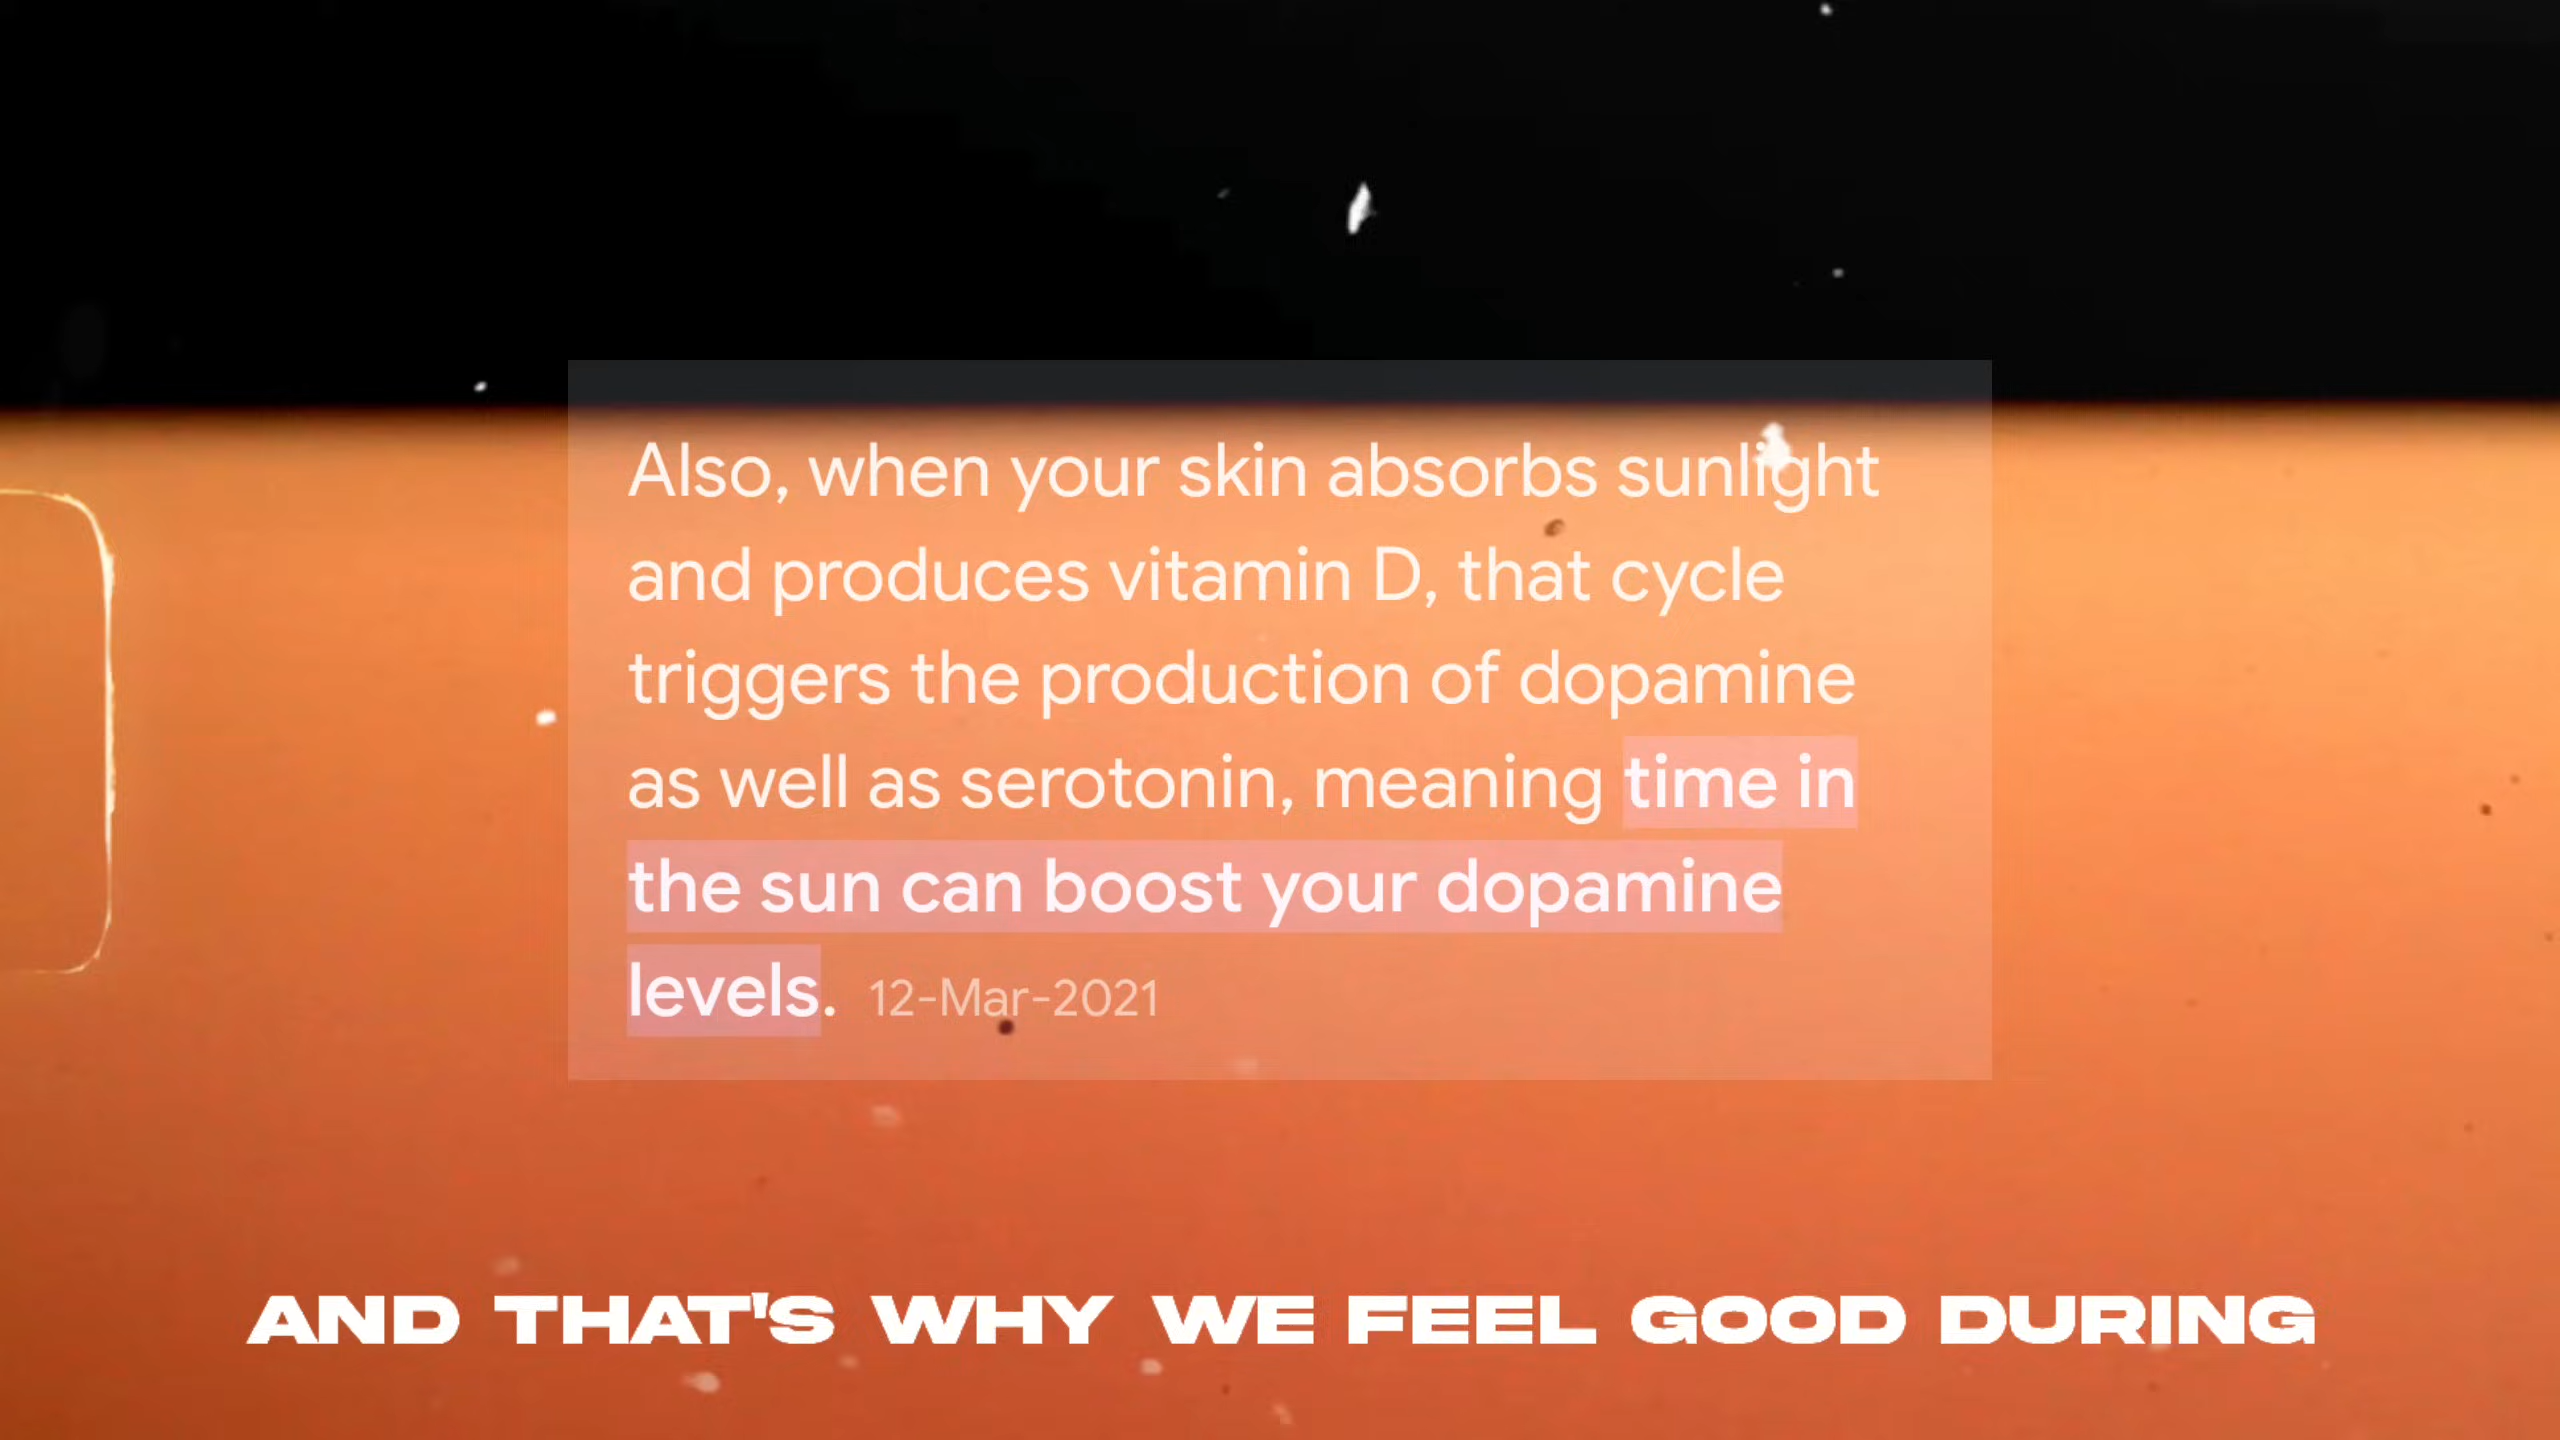 Also, when your skin absorbs sunlight
and produces vitamin D, that cycle
triggers the production of dopamine
as well as serotonin, meaning time in
the sun can boost your dopamine
levels. 12-Mar-2021
AND THAT'S WHY WE FEEL GOOD DURING